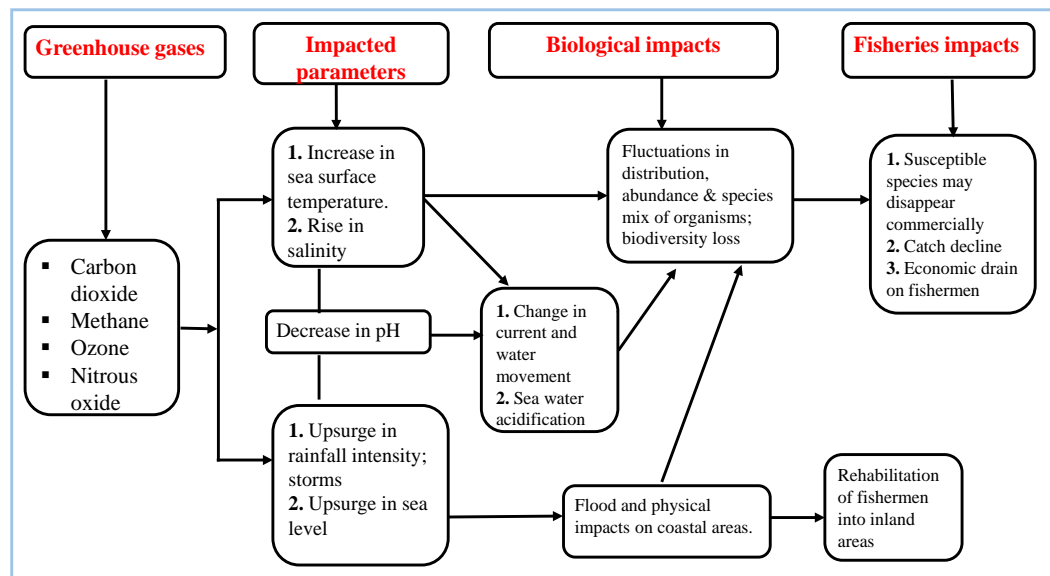 Greenhouse gases
Impacted
parameters
Biological impacts
Fisheries impacts
1. Increase in
sea surface
temperature.
2. Rise in
salinity
Fluctuations in
distribution,
abundance & species
mix of organisms;
biodiversity loss
1. Susceptible
species may
disappear
commercially
2. Catch decline
3. Economic drain
on fishermen
▪ Carbon
dioxide
▪ Methane
▪ Ozone
▪ Nitrous
oxide
Decrease in pH
1. Change in
current and
water
movement
2. Sea water
acidification
1. Upsurge in
rainfall intensity;
storms
2. Upsurge in sea
level
Flood and physical
impacts on coastal areas.
Rehabilitation
of fishermen
into inland
areas